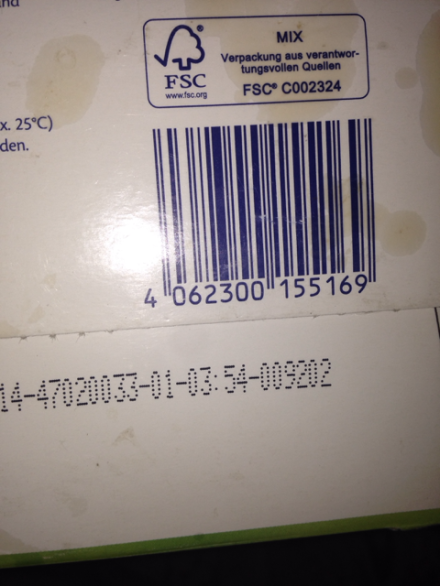 and
MIX
Verpackung aus verantwor-
tungsvollen Quellen
FSC
www.fsc.org
FSC® C002324
x. 25°C)
den.
4 062300 155169
14-47020033-01-03:54-009202